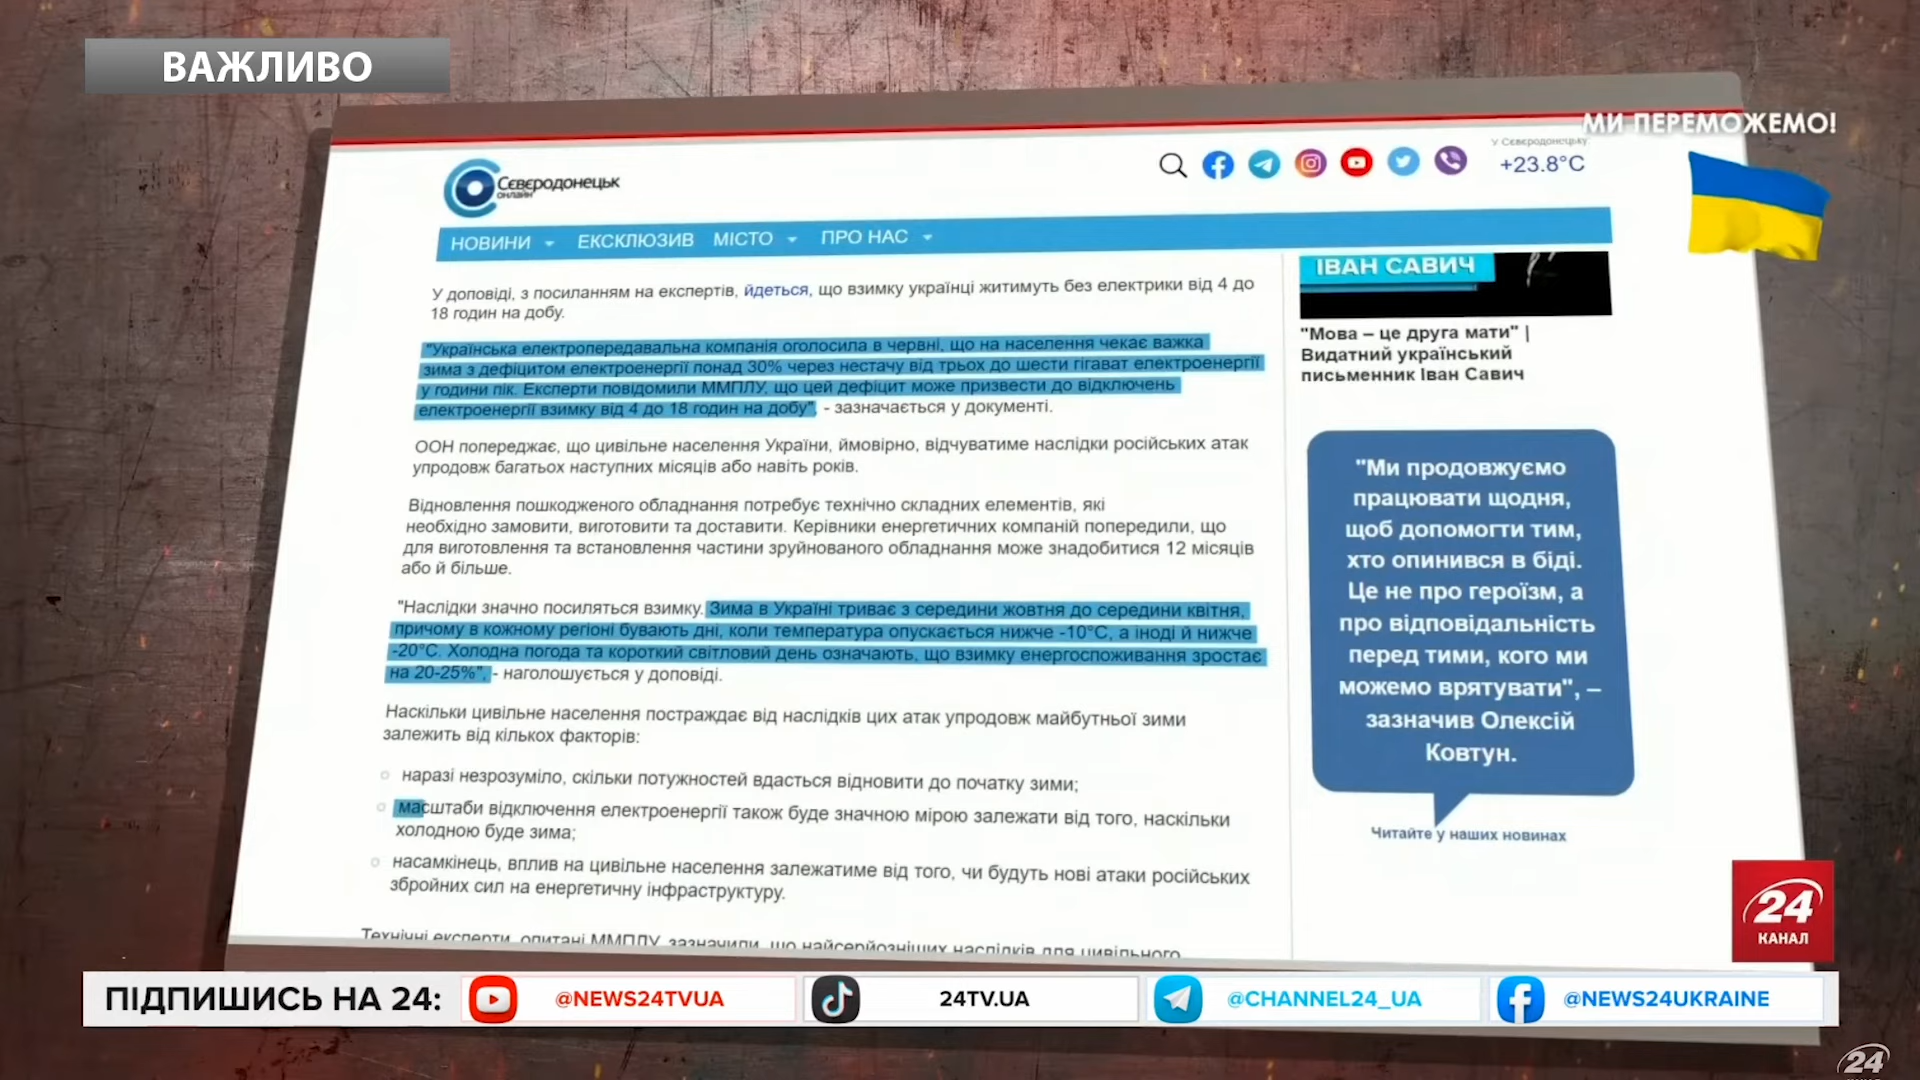 ВАЖЛИВО
МИ ПЕРЕМОЖЕМО!
Сєвєродонецьк
онлайн
У Сєвєродонецьку:
+23.8°C
НОВИНИ ЕКСКЛЮЗИВ МІСТО ПРО НАС
У доповіді, з посиланням на експертів, йдеться, що взимку українці житимуть без електрики від 4 до
18 годин на добу.
"Українська електропередавальна компанія оголосила в червні, що на населення чекає важка
зима з дефіцитом електроенергії понад 30% через нестачу від трьох до шести гігават електроенергії
у години пік. Експерти повідомили ММПЛУ, що цей дефіцит може призвести до відключень
електроенергії взимку від 4 до 18 годин на добу", - зазначається у документі.
ООН попереджає, що цивільне населення України, ймовірно, відчуватиме наслідки російських атак
упродовж багатьох наступних місяців або навіть років.
Відновлення пошкодженого обладнання потребує технічно складних елементів, які
необхідно замовити, виготовити та доставити. Керівники енергетичних компаній попередили, що
для виготовлення та встановлення частини зруйнованого обладнання може знадобитися 12 місяців
або й більше.
"Наслідки значно посиляться взимку. Зима в Україні триває з середини жовтня до середини квітня,
причому в кожному регіоні бувають дні, коли температура опускається нижче -10°C, а іноді й нижче
-20°C. Холодна погода та короткий світловий день означають, що взимку енергоспоживання зростає
на 20-25%", - наголошується у доповіді.
Наскільки цивільне населення постраждає від наслідків цих атак упродовж майбутньої зими
залежить від кількох факторів:
наразі незрозуміло, скільки потужностей вдасться відновити до початку зими;
масштаби відключення електроенергії також буде значною мірою залежати від того, наскільки
холодною буде зима;
насамкінець, вплив на цивільне населення залежатиме від того, чи будуть нові атаки російських
збройних сил на енергетичну інфраструктуру.
Технічні експерти, опитані ММПЛУ, зазначили, що найсерйозніших наслідків для цивільного
ІВАН САВИЧ
"Мова – це друга мати" |
Видатний український
письменник Іван Савич
"Ми продовжуємо
працювати щодня,
щоб допомогти тим,
хто опинився в біді.
Це не про героїзм, а
про відповідальність
перед тими, кого ми
можемо врятувати", –
зазначив Олексій
Ковтун.
Читайте у наших новинах
24
КАНАЛ
ПІДПИШИСЬ НА 24: @NEWS24TVUA 24TV.UA @CHANNEL24_UA @NEWS24UKRAINE
24